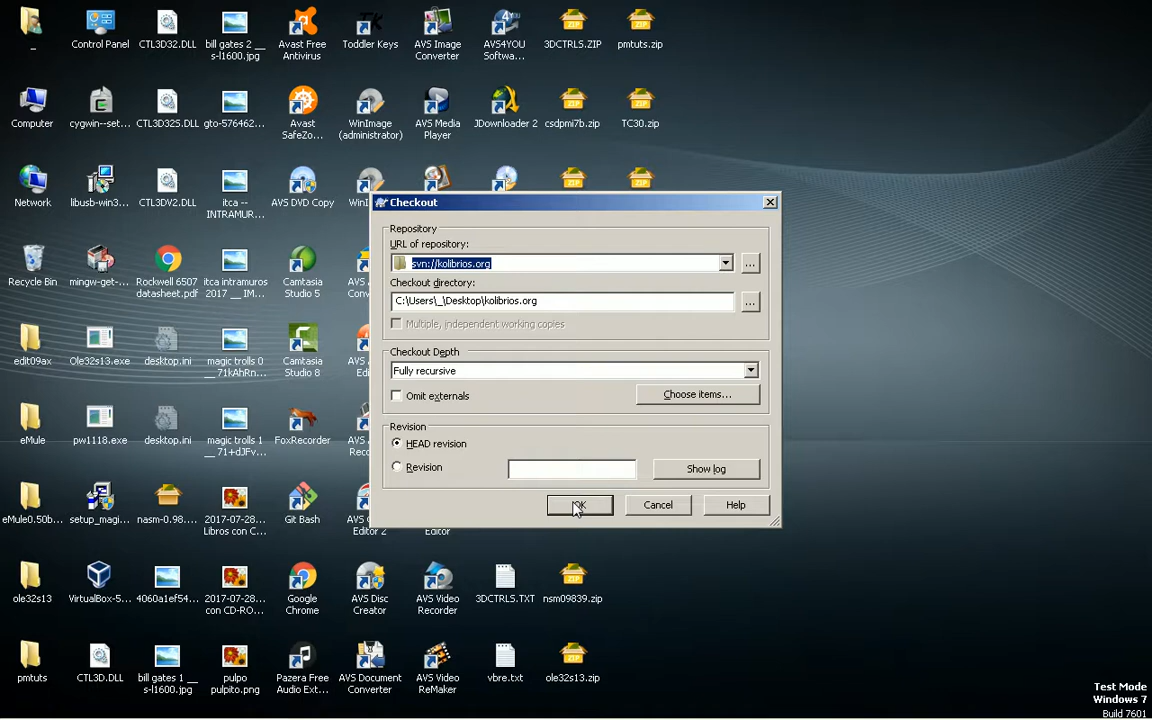 _
Control Panel
CTL3D32.DLL
bill gates 2 __
-s-l1600.jpg
Avast Free
Antivirus
Toddler Keys
AVS Image
Converter
AVS4YOU
Softwa...
3DCTRLS.ZIP
pmtuts.zip
Computer
cygwin--set...
CTL3D32S.DLL
gto-576462...
Avast
SafeZo...
WinImage
(administrator)
AVS Media
Player
JDownloader 2
csdpmi7b.zip
TC30.zip
Network
libusb-win3...
CTL3DV2.DLL
itca --
INTRAMUR...
AVS DVD Copy
Recycle Bin
mingw-get-...
Rockwell 6507
datasheet.pdf
itca intramuros
2017 __ IM...
Camtasia
Studio 5
edit09ax
Ole32s13.exe
desktop.ini
magic trolls 0
__ 71kAhRn...
Camtasia
Studio 8
eMule
pw1118.exe
desktop.ini
magic trolls 1
__ 71+dJFv...
FoxRecorder
eMule0.50b...
setup_magi...
nasm-0.98....
2017-07-28...
Libros con C...
Git Bash
Editor 2
Editor
ole32s13
VirtualBox-5...
4060a1ef54...
2017-07-28...
con CD-RO...
Google
Chrome
AVS Disc
Creator
AVS Video
Recorder
3DCTRLS.TXT
nsm09839.zip
pmtuts
CTL3D.DLL
bill gates 1 __
s-l1600.jpg
pulpo
pulpito.png
Pazera Free
Audio Ext...
AVS Document
Converter
AVS Video
ReMaker
vbre.txt
ole32s13.zip
Checkout
Repository
URL of repository:
svn://kolibrios.org
...
Checkout directory:
C:\Users\_\Desktop\kolibrios.org
...
Multiple, independent working copies
Checkout Depth
Fully recursive
Omit externals
Choose items...
Revision
HEAD revision
Revision
Show log
OK
Cancel
Help
Test Mode
Windows 7
Build 7601